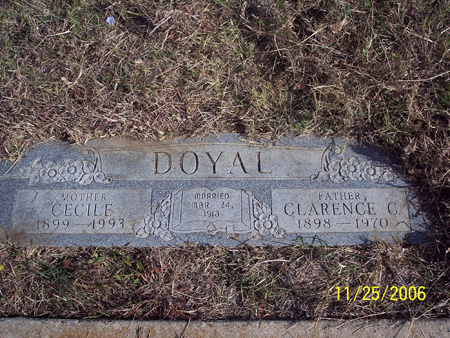 DOYAL
MOTHER
CECILE
1899—1993
MARRIED
MAR. 24,
1918
FATHER
CLARENCE C.
1898—1970
11/25/2006